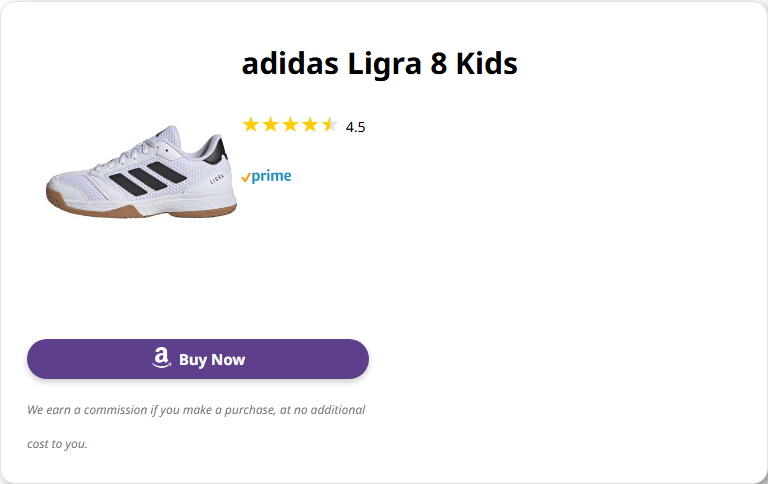 adidas Ligra 8 Kids
4.5
prime
LIGRA
Buy Now
We earn a commission if you make a purchase, at no additional
cost to you.